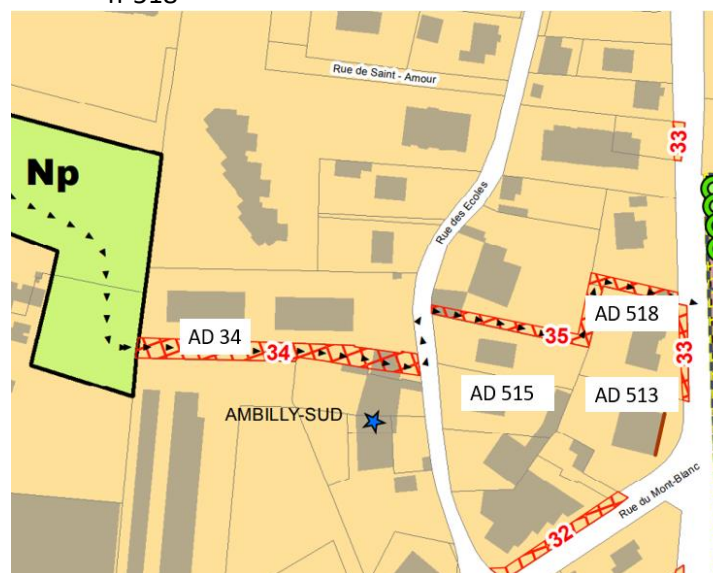 n°518
Rue de Saint - Amour
33
Np
Rue des Ecoles
AD 518
35
33
AD 34
34
AD 515
AD 513
AMBILLY-SUD
Rue du Mont-Blanc
32